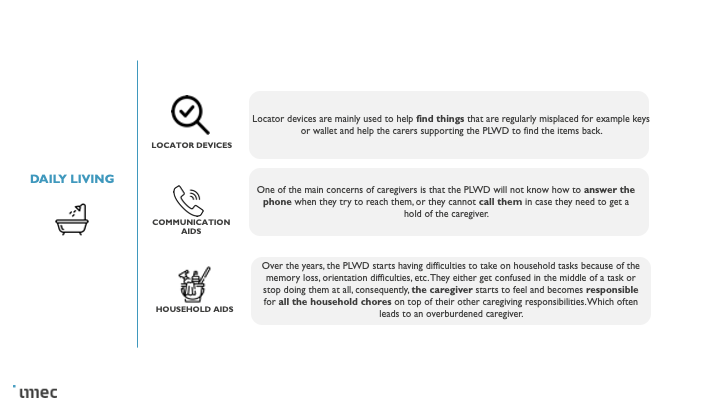 DAILY LIVING
LOCATOR DEVICES
Locator devices are mainly used to help find things that are regularly misplaced for example keys
or wallet and help the carers supporting the PLWD to find the items back.
COMMUNICATION
AIDS
One of the main concerns of caregivers is that the PLWD will not know how to answer the
phone when they try to reach them, or they cannot call them in case they need to get a
hold of the caregiver.
HOUSEHOLD AIDS
Over the years, the PLWD starts having difficulties to take on household tasks because of the
memory loss, orientation difficulties, etc. They either get confused in the middle of a task or
stop doing them at all, consequently, the caregiver starts to feel and becomes responsible
for all the household chores on top of their other caregiving responsibilities. Which often
leads to an overburdened caregiver.
imec